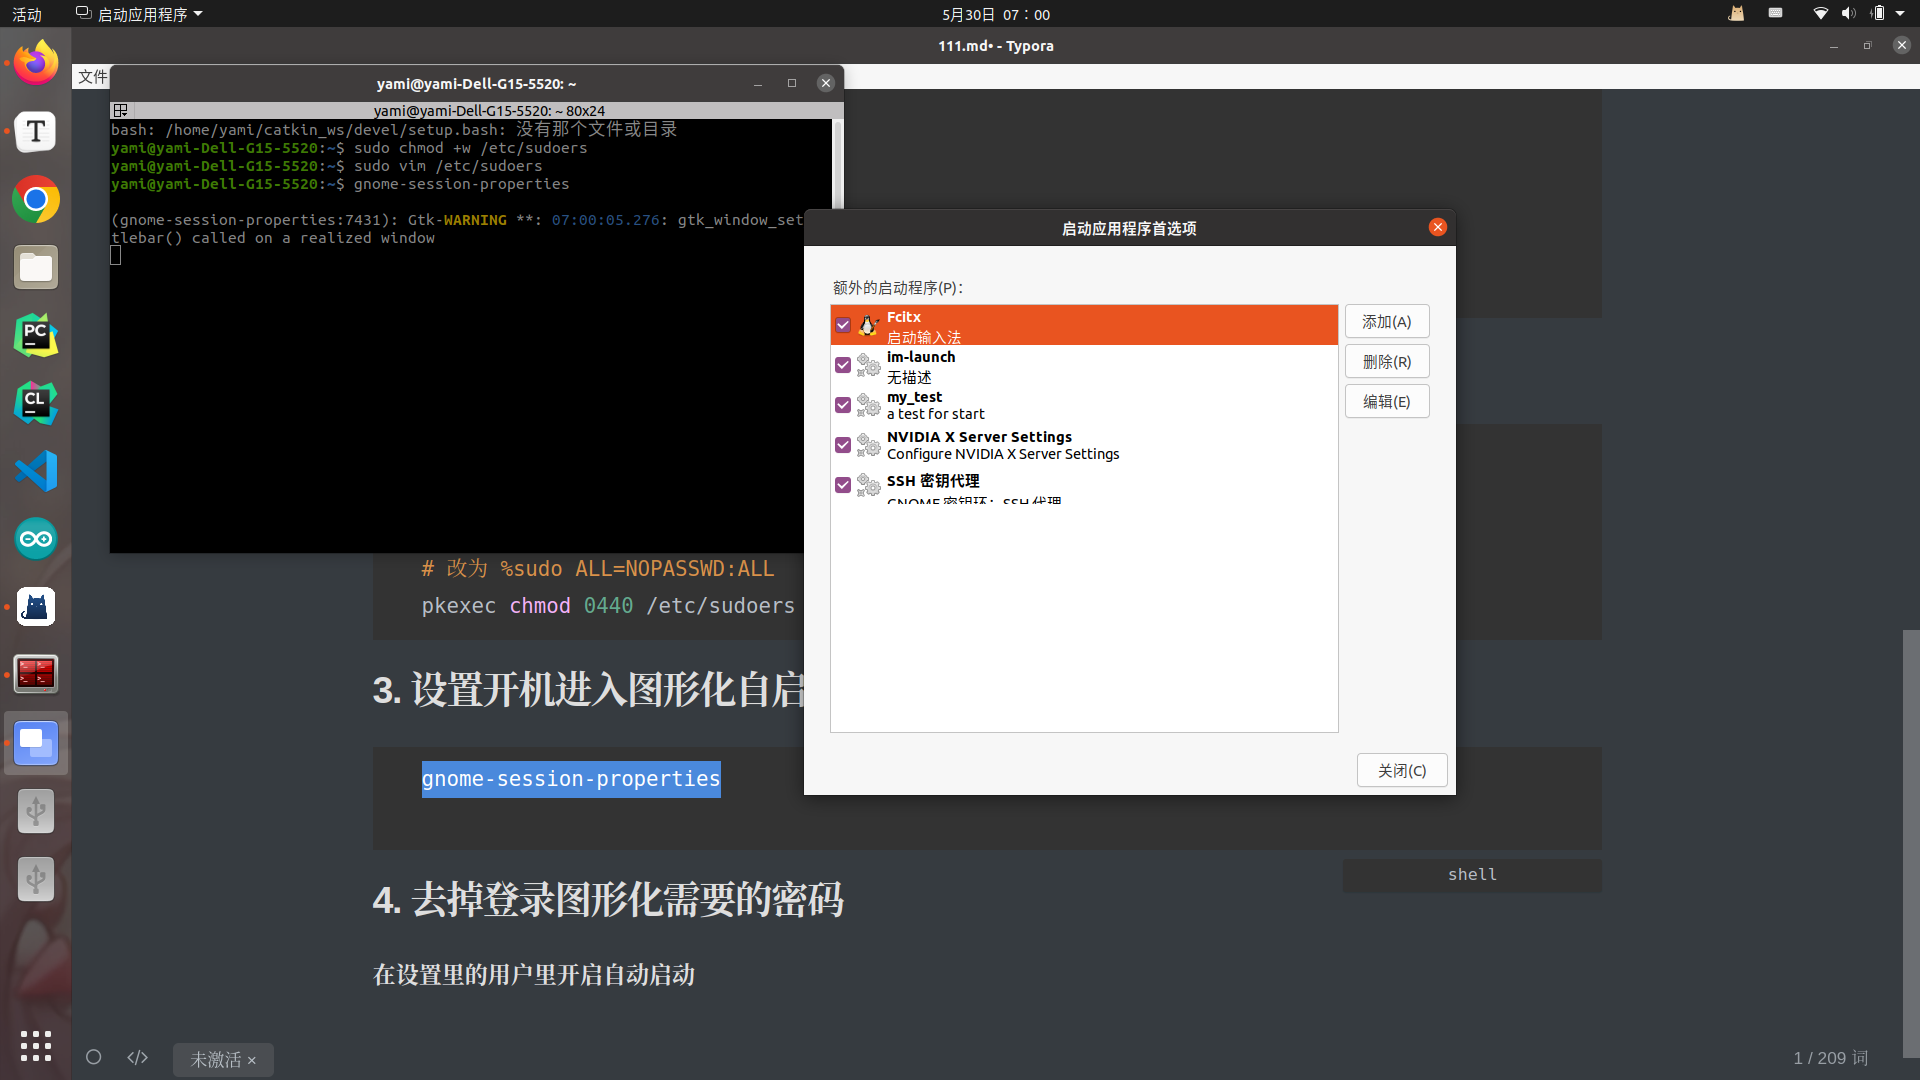 活动
启动应用程序
5月30日 07：00
111.md• - Typora
文件
yami@yami-Dell-G15-5520: ~
yami@yami-Dell-G15-5520: ~ 80x24
bash: /home/yami/catkin_ws/devel/setup.bash: 没有那个文件或目录
yami@yami-Dell-G15-5520:~$ sudo chmod +w /etc/sudoers
yami@yami-Dell-G15-5520:~$ sudo vim /etc/sudoers
yami@yami-Dell-G15-5520:~$ gnome-session-properties
(gnome-session-properties:7431): Gtk-WARNING **: 07:00:05.276: gtk_window_set
tlebar() called on a realized window
启动应用程序首选项
额外的启动程序(P)：
Fcitx
启动输入法
im-launch
无描述
my_test
a test for start
NVIDIA X Server Settings
Configure NVIDIA X Server Settings
SSH 密钥代理
GNOME 密钥环：SSH 代理
添加(A)
删除(R)
编辑(E)
关闭(C)
# 改为 %sudo ALL=NOPASSWD:ALL
pkexec chmod 0440 /etc/sudoers
3. 设置开机进入图形化自启
gnome-session-properties
shell
4. 去掉登录图形化需要的密码
在设置里的用户里开启自动启动
</> 
未激活 ×
1 / 209 词
T
PC
CL